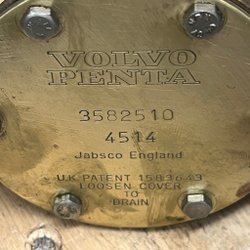 VOLVO
PENTA
3582510
4514
Jabsco England
U.K PATENT 1583643
LOOSEN COVER
TO
DRAIN